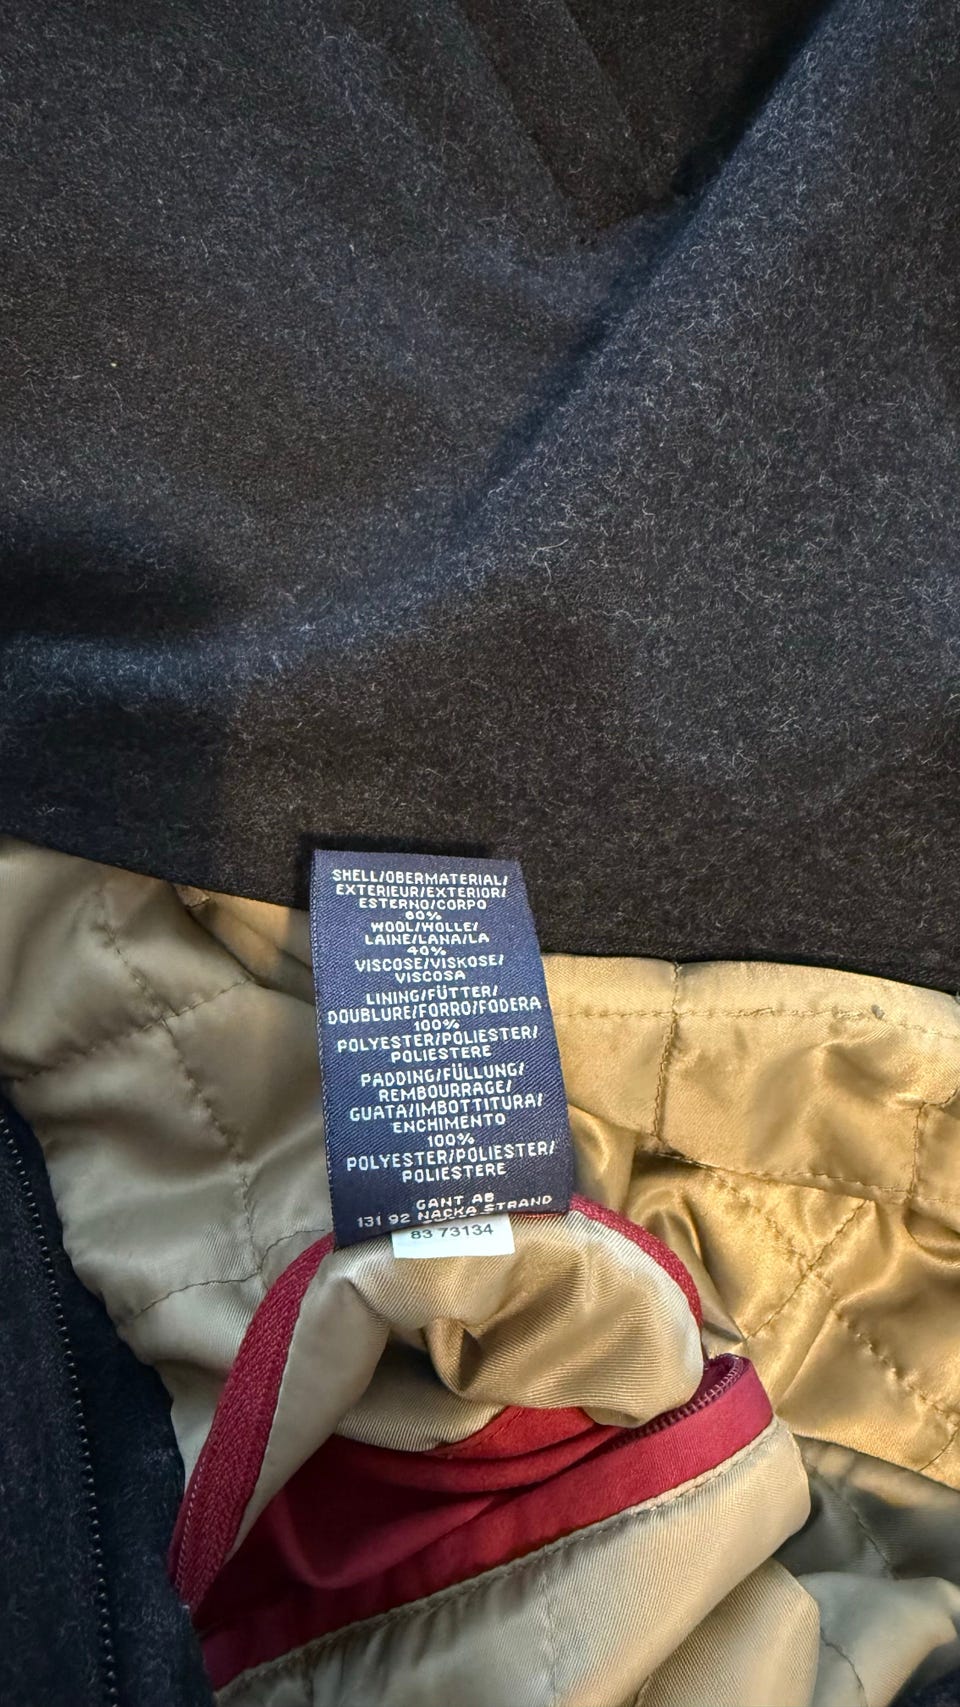 SHELL/OBERMATERIAL/
EXTERIEUR/EXTERIOR/
ESTERNO/CORPO
60%
WOOL/WOLLE/
LAINE/LANA/LA
40%
VISCOSE/VISKOSE/
VISCOSA
LINING/FÜTTER/
DOUBLURE/FORRO/FODERA
100%
POLYESTER/POLIESTER/
POLIESTERE
PADDING/FÜLLUNG/
REMBOURRAGE/
GUATA/IMBOTTITURA/
ENCHIMENTO
100%
POLYESTER/POLIESTER/
POLIESTERE
GANT AB
131 92 NACKA STRAND
83 73134